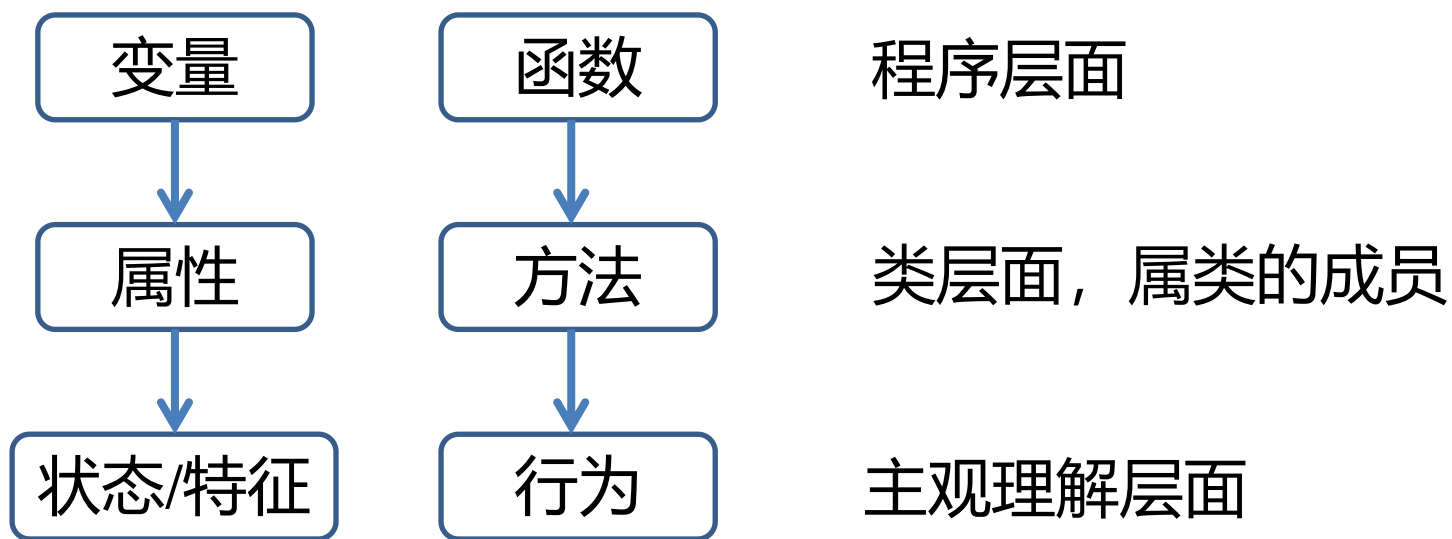 变量 函数 程序层面
属性 方法 类层面，属类的成员
状态/特征 行为 主观理解层面